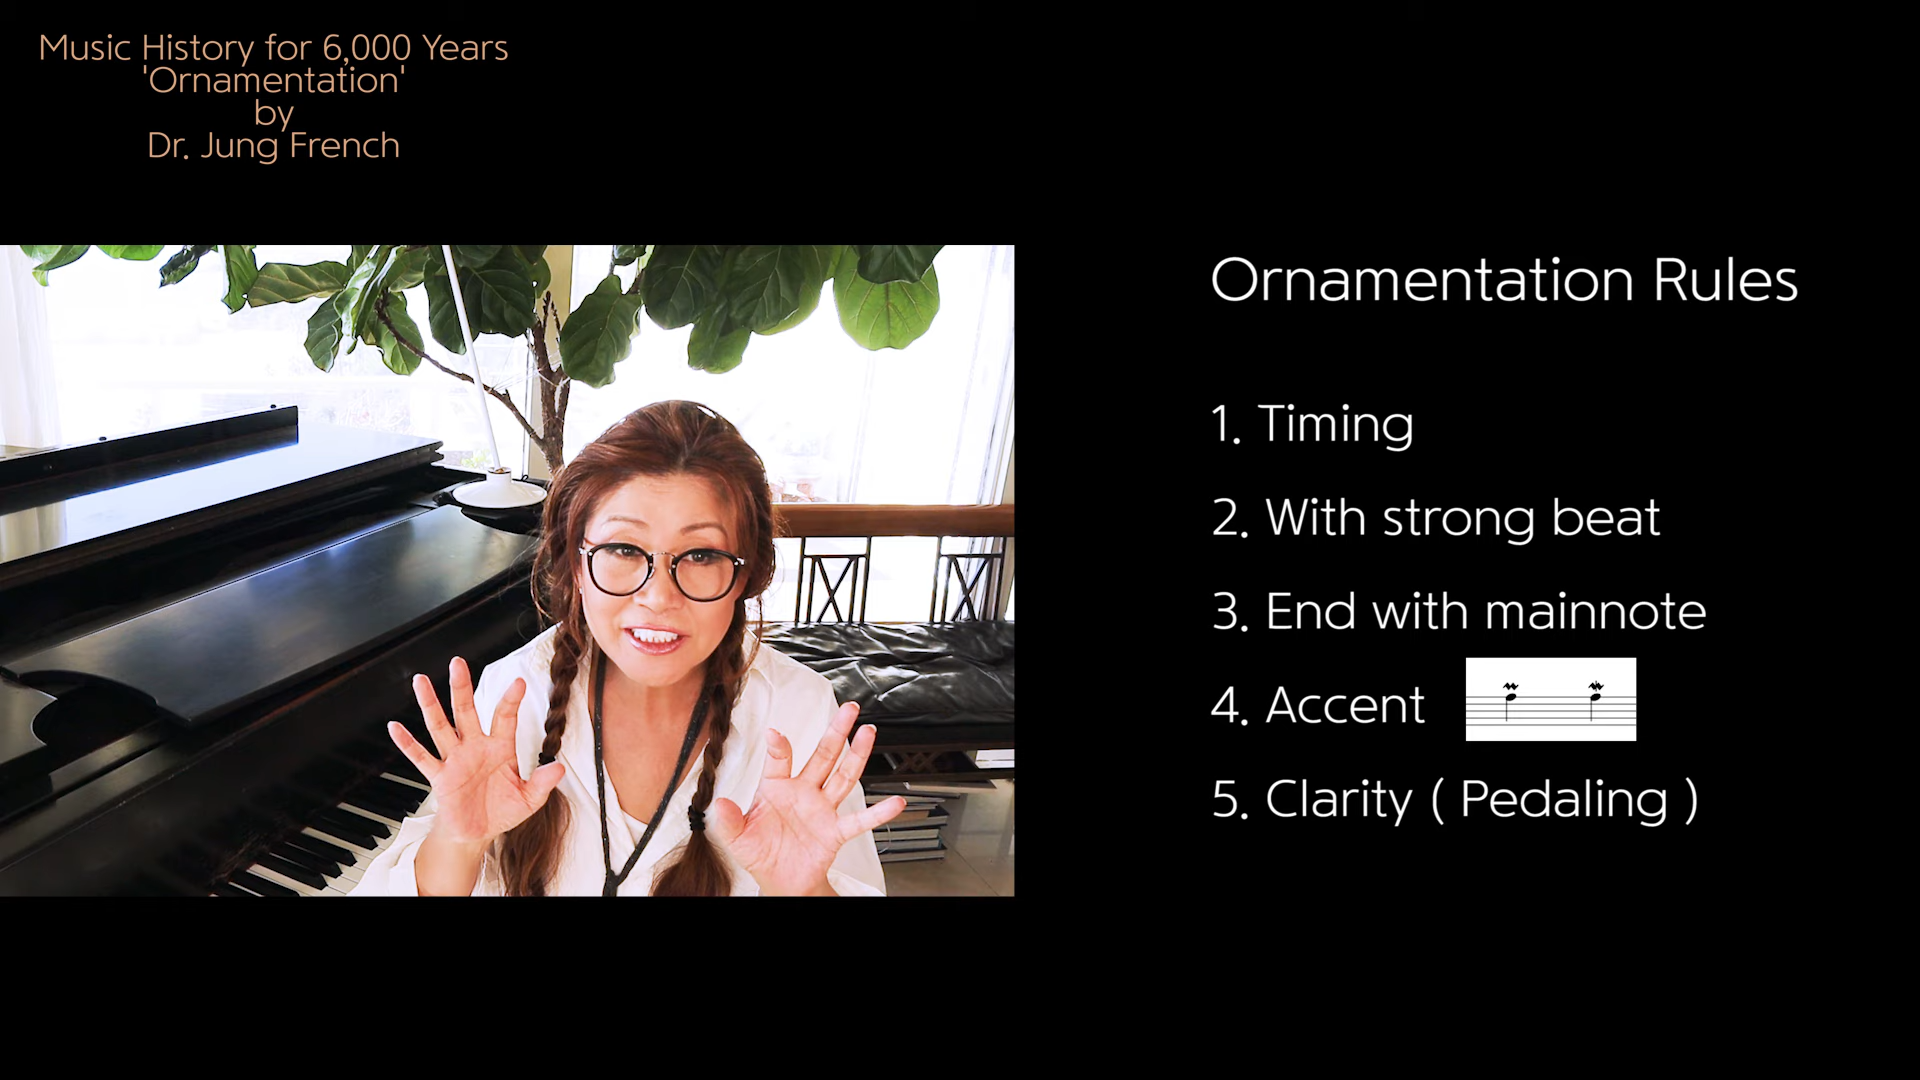 Music History for 6,000 Years
'Ornamentation'
by
Dr. Jung French
Ornamentation Rules
1. Timing
2. With strong beat
3. End with mainnote
4. Accent
5. Clarity ( Pedaling )